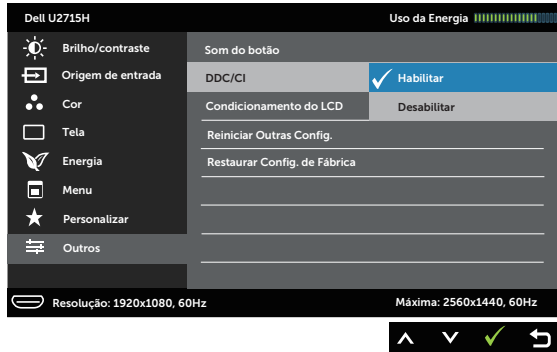 Dell U2715H
Uso da Energia
Brilho/contraste
Origem de entrada
Cor
Tela
Energia
Menu
Personalizar
Outros
Som do botão
DDC/CI
Condicionamento do LCD
Reiniciar Outras Config.
Restaurar Config. de Fábrica
Habilitar
Desabilitar
Resolução: 1920x1080, 60Hz
Máxima: 2560x1440, 60Hz